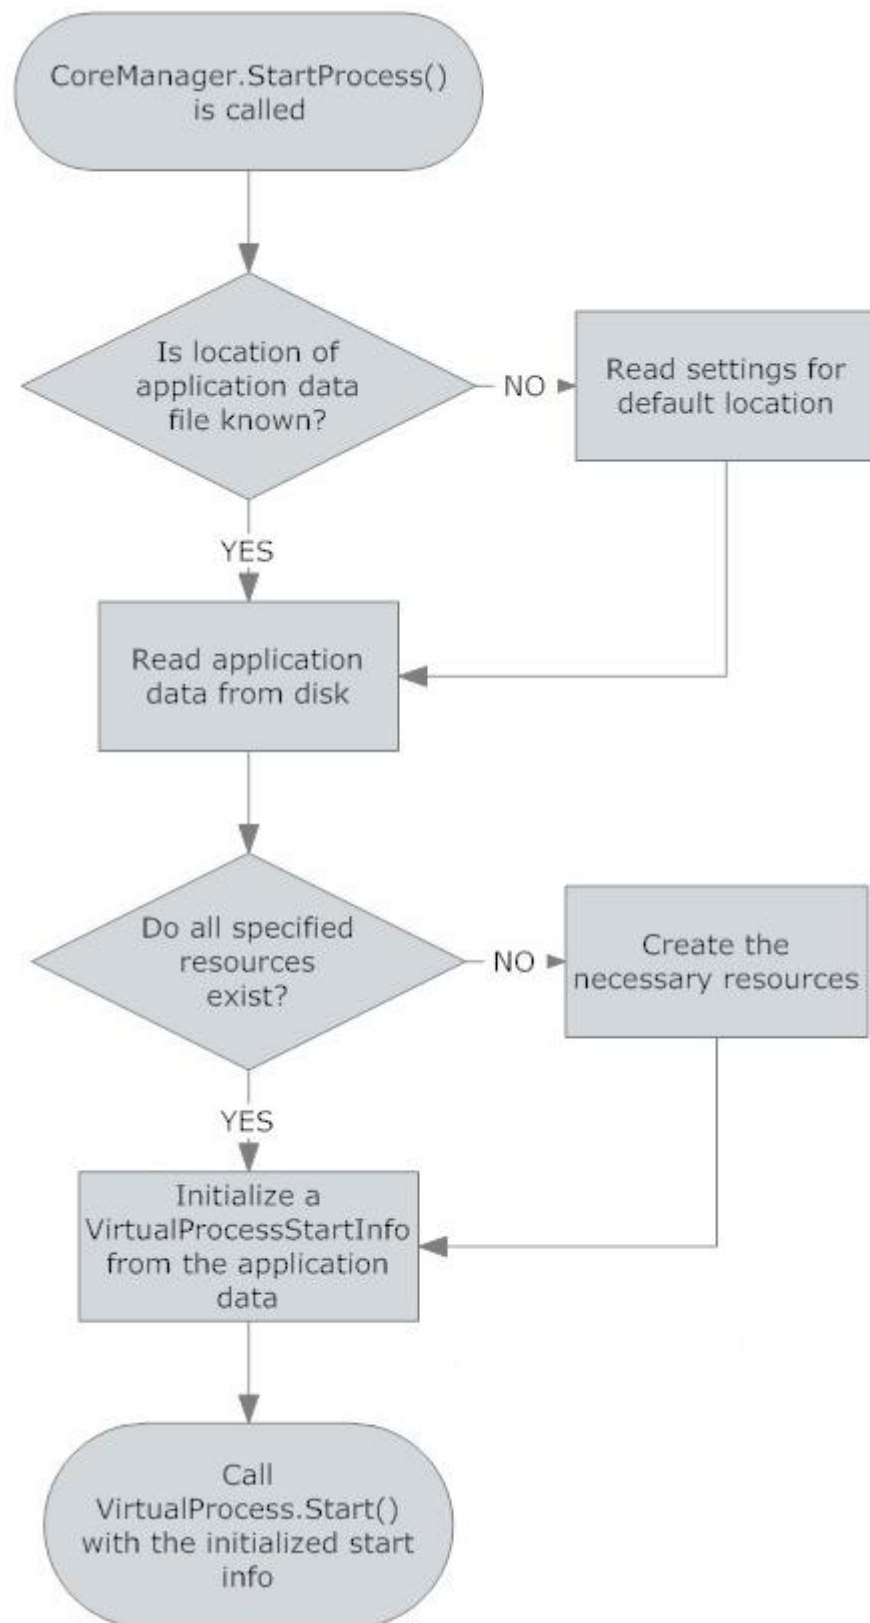 CoreManager.StartProcess()
is called
Is location of
application data
file known?
NO
Read settings for
default location
YES
Read application
data from disk
Do all specified
resources
exist?
NO
Create the
necessary resources
YES
Initialize a
VirtualProcessStartInfo
from the application
data
Call
VirtualProcess.Start()
with the initialized start
info